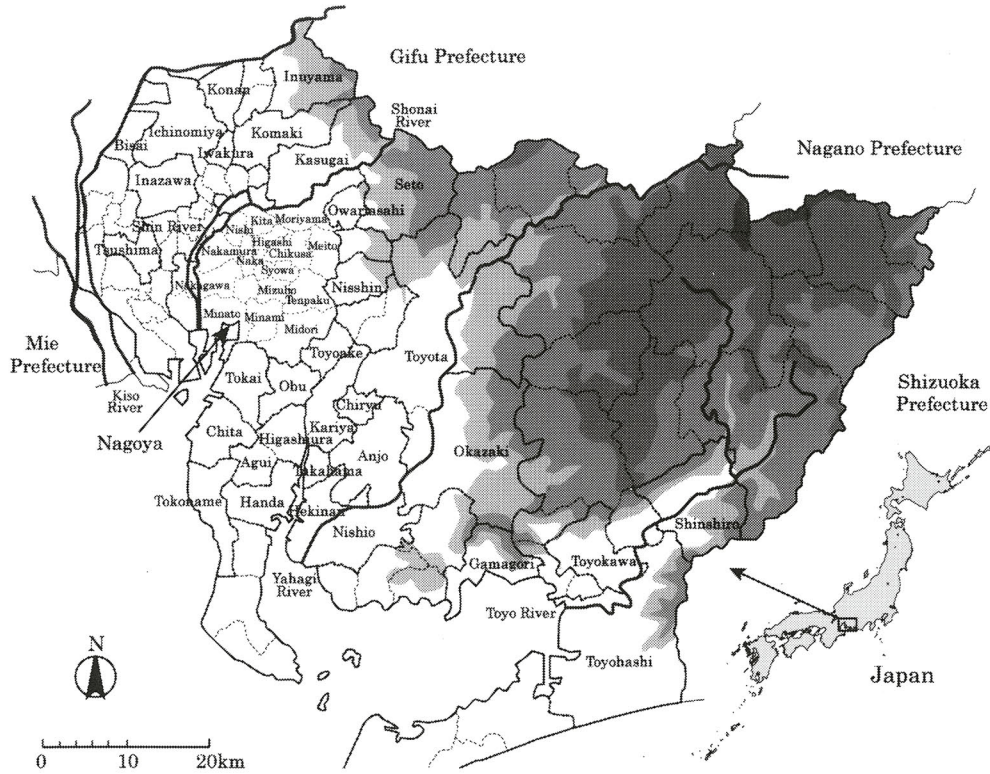 Gifu Prefecture
Inuyama
Konan
Shonai
River
Ichinomiya
Komaki
Bisai
Iwakura
Kasugai
Nagano Prefecture
Inazawa
Seto
Owariasahi
Kita
Moriyama
Shin River
Nishi
Tsushima
Higashi
Meito
Nakamura
Chikusa
Naka
Syowa
Nakagawa
Mizuho
Nisshin
Tenpaku
Minato
Minami
Midori
Mie
Prefecture
Toyoake
Toyota
Tokai
Obu
Kiso
River
Chiryu
Shizuoka
Prefecture
Nagoya
Chita
Kariya
Higashiura
Anjo
Okazaki
Agui
Takahama
Tokoname
Handa
Hekinan
Nishio
Shinshiro
Gamagori
Toyokawa
Yahagi
River
Toyo River
N
Toyohashi
Japan
0
10
20km